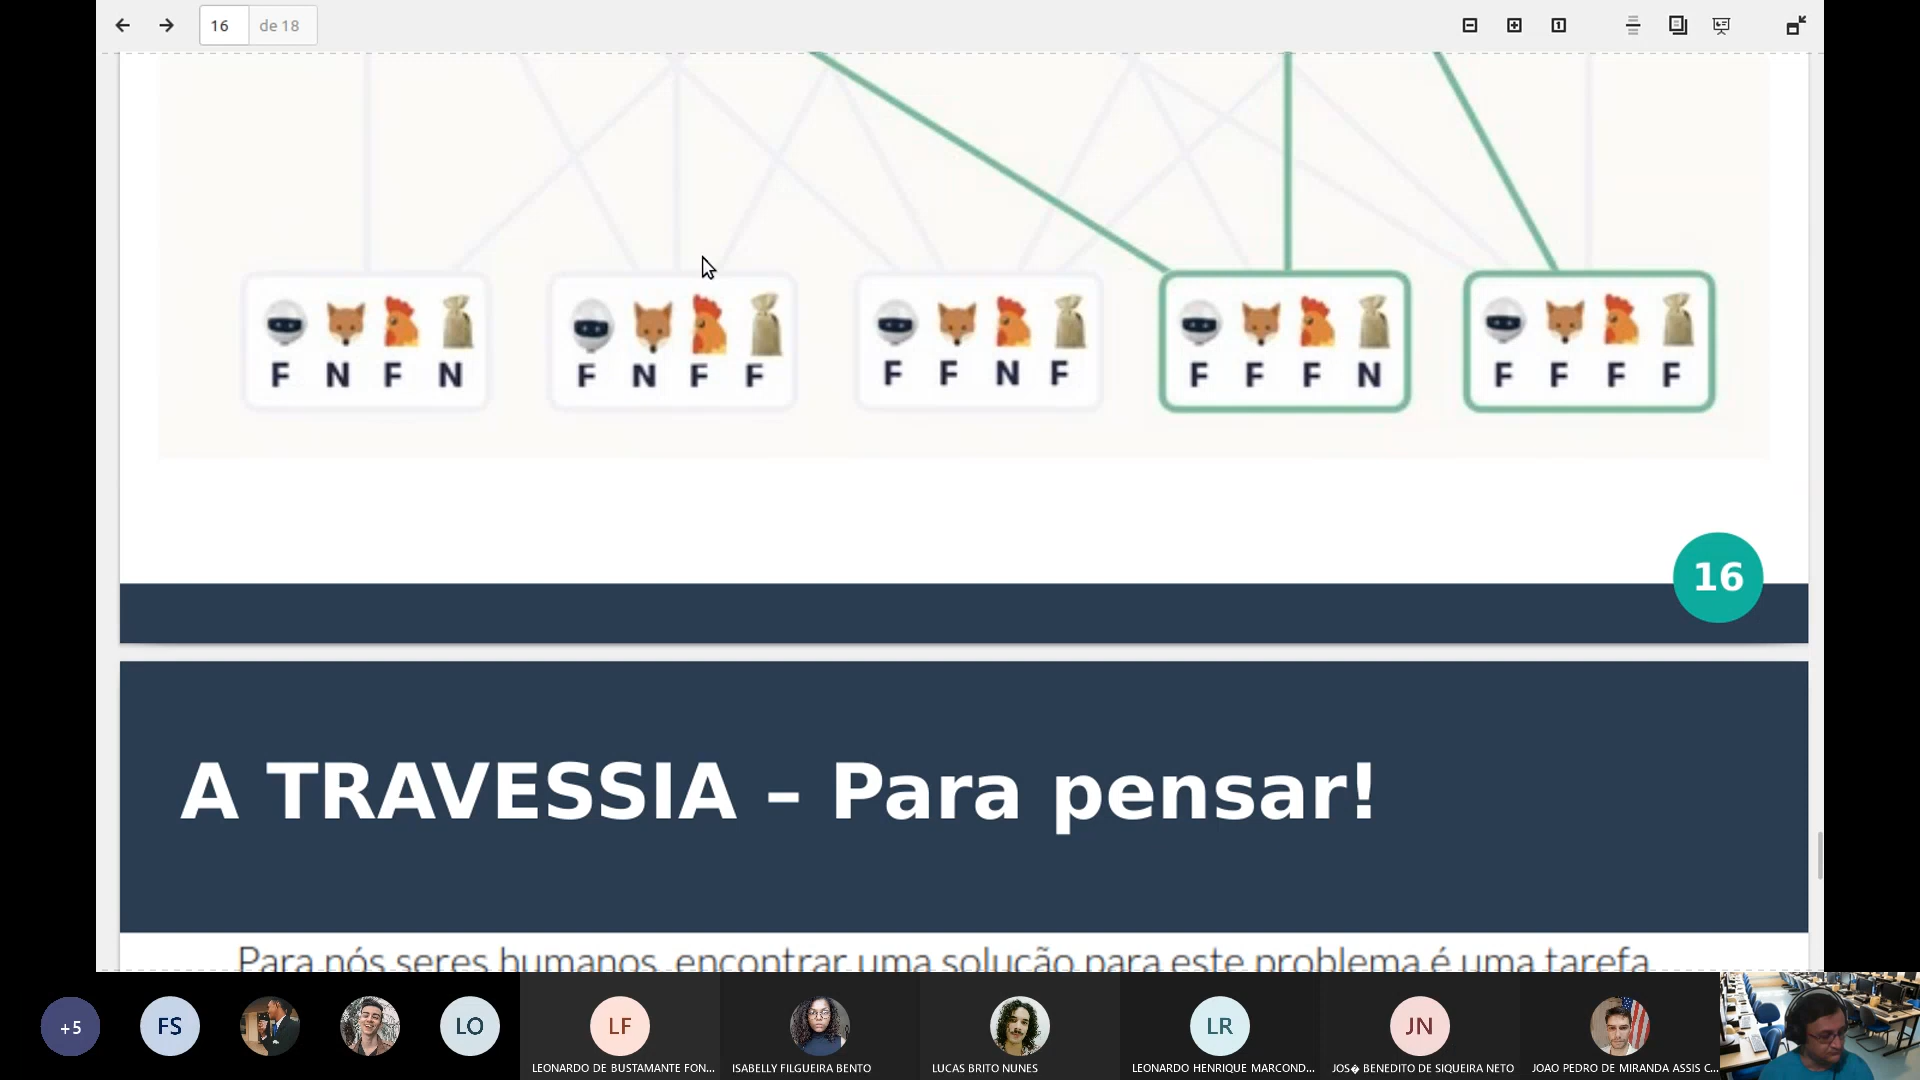 16 de 18
F N F N
F N F F
F F N F
F F F N
F F F F
16
A TRAVESSIA – Para pensar!
Para nós seres humanos, encontrar uma solução para este problema é uma tarefa
+5
FS
LO
LF
LEONARDO DE BUSTAMANTE FON...
ISABELLY FILGUEIRA BENTO
LUCAS BRITO NUNES
LR
LEONARDO HENRIQUE MARCOND...
JN
JOS� BENEDITO DE SIQUEIRA NETO
JOAO PEDRO DE MIRANDA ASSIS C...